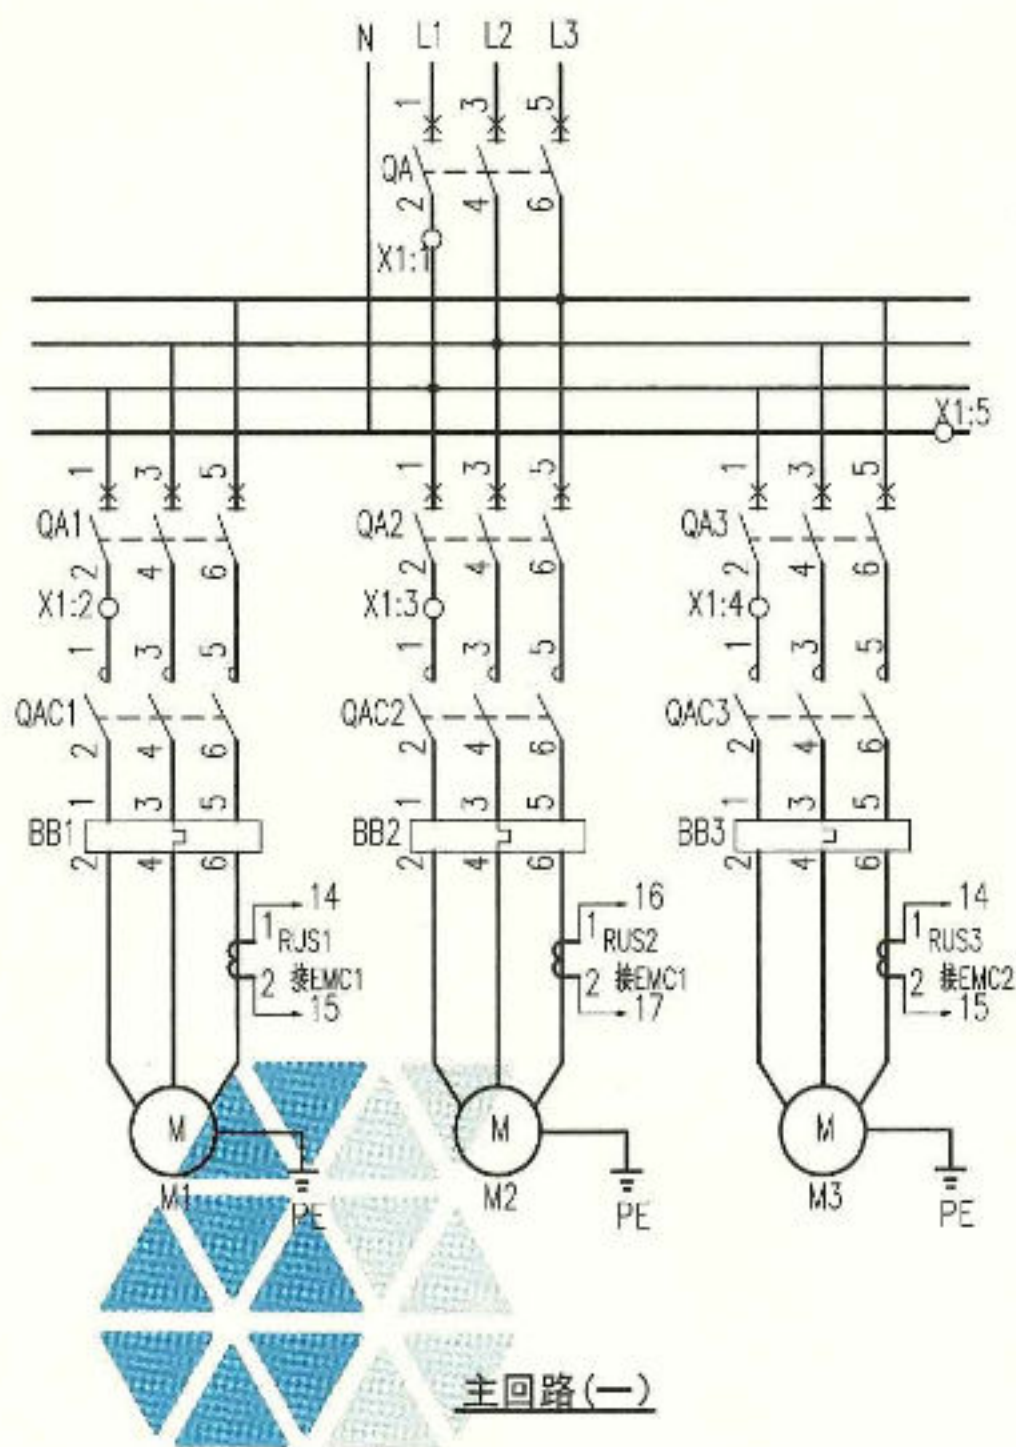 N L1 L2 L3
1 3 5
QA
2 4 6
X1:1
X1:5
1 3 5 1 3 5 1 3 5
QA1 QA2 QA3
2 4 6 2 4 6 2 4 6
X1:2 X1:3 X1:4
1 3 5 1 3 5 1 3 5
QAC1 QAC2 QAC3
2 4 6 2 4 6 2 4 6
1 3 5 1 3 5 1 3 5
BB1 BB2 BB3
2 4 6 2 4 6 2 4 6
14 16 14
1 RUS1 1 RUS2 1 RUS3
2 接EMC1 2 接EMC1 2 接EMC2
15 17 15
M M M
M1 M2 M3
PE PE PE
主回路(一)